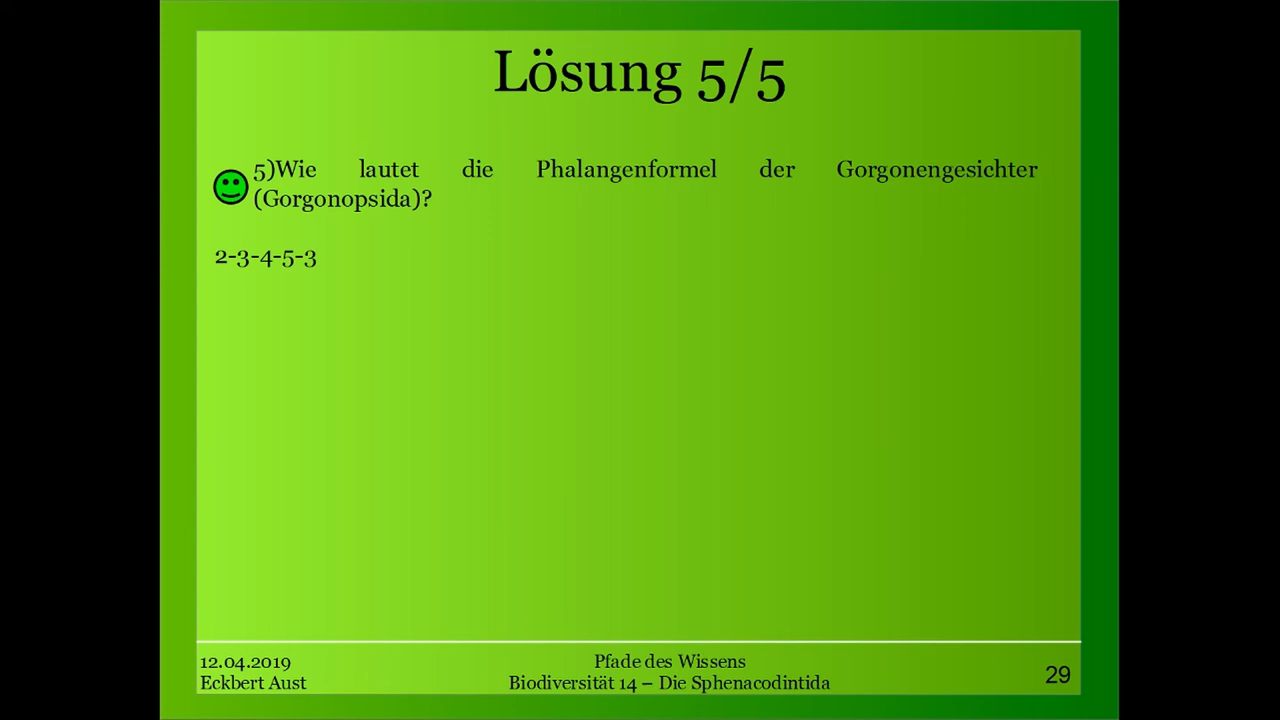 Lösung 5/5
5)Wie lautet die Phalangenformel der Gorgonengesichter
(Gorgonopsida)?
2-3-4-5-3
12.04.2019
Eckbert Aust
Pfade des Wissens
Biodiversität 14 – Die Sphenacodintida
29